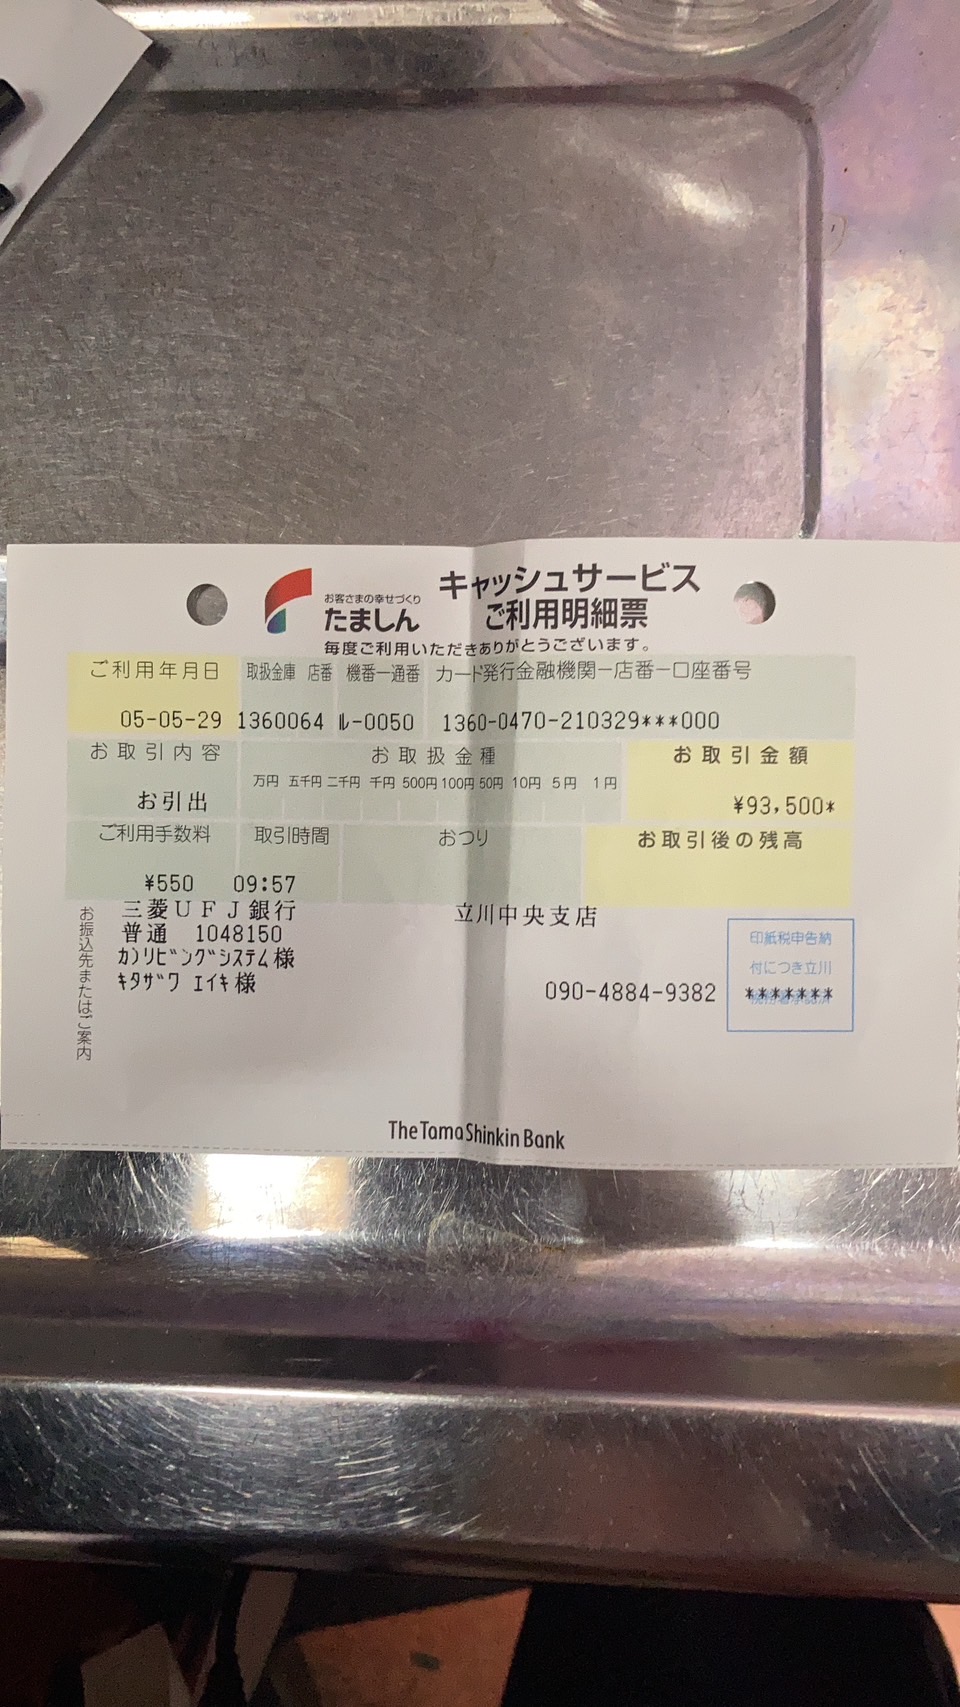 お客さまの幸せづくり
たましん
キャッシュサービス
ご利用明細票
毎度ご利用いただきありがとうございます。
ご利用年月日 取扱金庫 店番 機番一通番 カード発行金融機関ー店番ー口座番号
05-05-29 1360064 ル-0050 1360-0470-210329***000
お取引内容 お取扱金種 お取引金額
万円 五千円 二千円 千円 500円 100円 50円 10円 5円 1円
お引出 ¥93,500*
ご利用手数料 取引時間 おつり お取引後の残高
¥550 09:57
お振込先またはご案内
三菱UFJ銀行 立川中央支店
普通 1048150
カ)リビングシステム様
キタザワ エイキ様 090-4884-9382
印紙税申告納
付につき立川
*******
The Tama Shinkin Bank